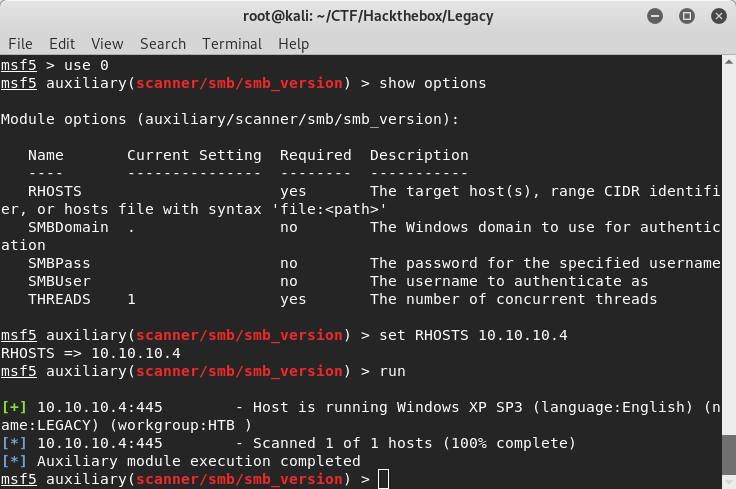 root@kali: ~/CTF/Hackthebox/Legacy
File Edit View Search Terminal Help
msf5 > use 0
msf5 auxiliary(scanner/smb/smb_version) > show options
Module options (auxiliary/scanner/smb/smb_version):
Name Current Setting Required Description
---- --------------- -------- -----------
RHOSTS yes The target host(s), range CIDR identifi
er, or hosts file with syntax 'file:<path>'
SMBDomain . no The Windows domain to use for authentic
ation
SMBPass no The password for the specified username
SMBUser no The username to authenticate as
THREADS 1 yes The number of concurrent threads
msf5 auxiliary(scanner/smb/smb_version) > set RHOSTS 10.10.10.4
RHOSTS => 10.10.10.4
msf5 auxiliary(scanner/smb/smb_version) > run
[+] 10.10.10.4:445 - Host is running Windows XP SP3 (language:English) (n
ame:LEGACY) (workgroup:HTB )
[*] 10.10.10.4:445 - Scanned 1 of 1 hosts (100% complete)
[*] Auxiliary module execution completed
msf5 auxiliary(scanner/smb/smb_version) >